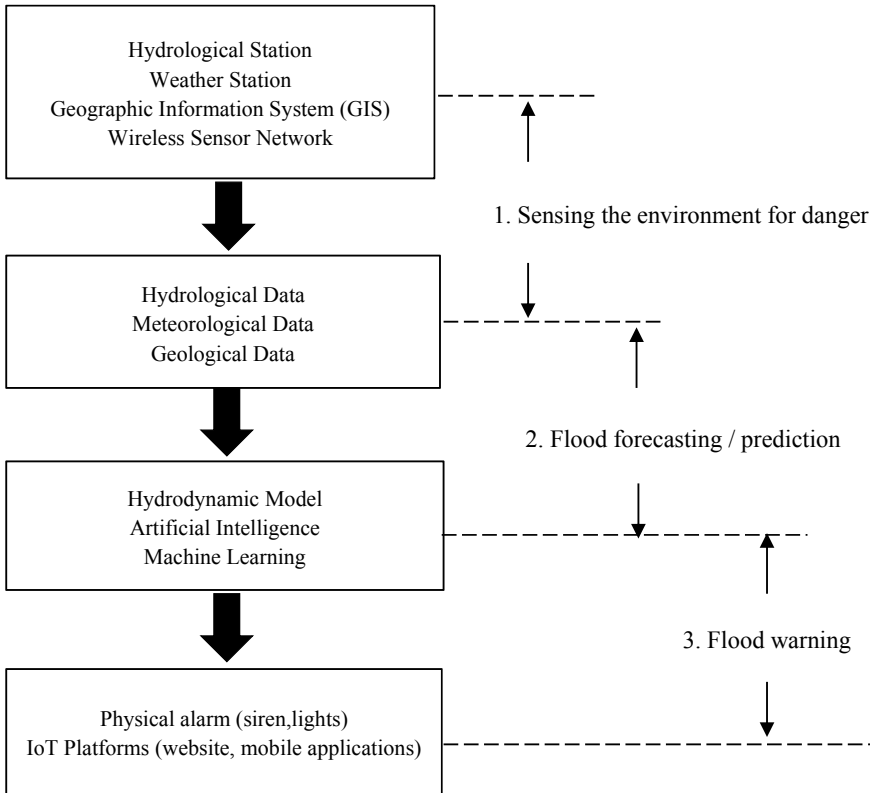 Hydrological Station
Weather Station
Geographic Information System (GIS)
Wireless Sensor Network
1. Sensing the environment for danger
Hydrological Data
Meteorological Data
Geological Data
2. Flood forecasting / prediction
Hydrodynamic Model
Artificial Intelligence
Machine Learning
3. Flood warning
Physical alarm (siren,lights)
IoT Platforms (website, mobile applications)